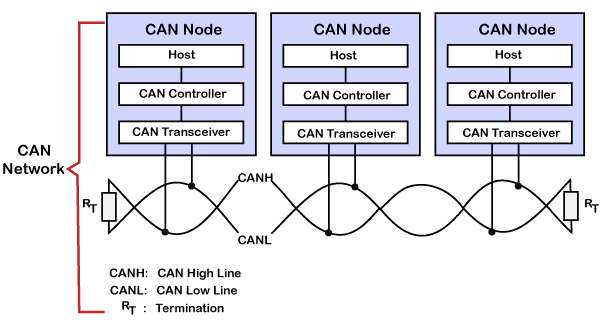 CAN Node
Host
CAN Controller
CAN Transceiver
CAN Node
Host
CAN Controller
CAN Transceiver
CAN Node
Host
CAN Controller
CAN Transceiver
CAN
Network
RT
CANH
CANL
RT
CANH: CAN High Line
CANL: CAN Low Line
RT : Termination